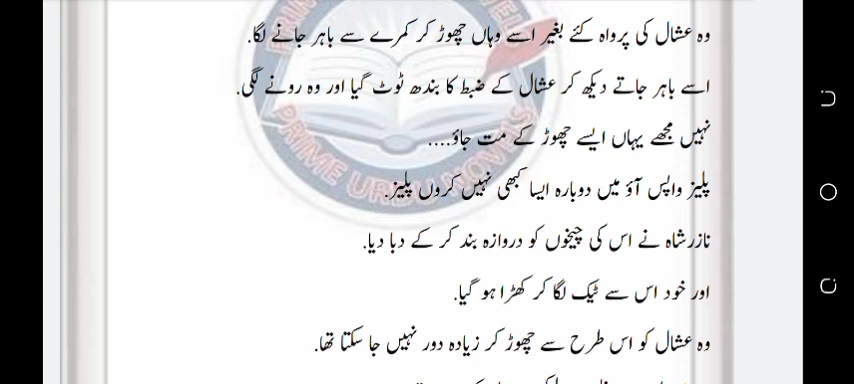 وہ عشال کی پرواہ کئے بغیر اسے وہاں چھوڑ کر کمرے سے باہر جانے لگا.
اسے باہر جاتے دیکھ کر عشال کے ضبط کا بندھ ٹوٹ گیا اور وہ رونے لگی.
نہیں مجھے یہاں ایسے چھوڑ کے مت جاؤ....
پلیز واپس آؤ میں دوبارہ ایسا کبھی نہیں کروں پلیز.
نازر شاہ نے اس کی چیخوں کو دروازہ بند کر کے دبا دیا.
اور خود اس سے ٹیک لگا کر کھڑا ہو گیا.
وہ عشال کو اس طرح سے چھوڑ کر زیادہ دور نہیں جا سکتا تھا.
PRIME URDU NOVELS